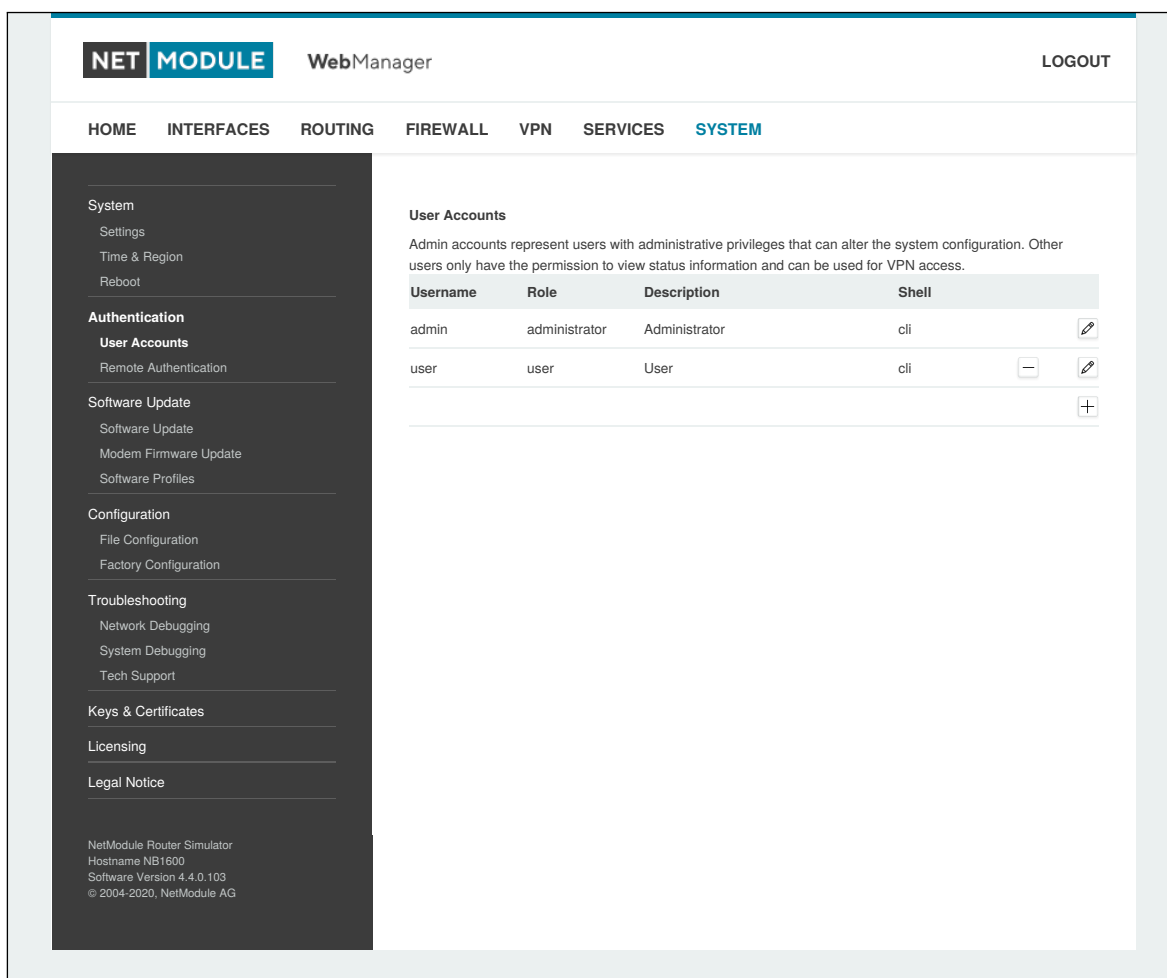 NET MODULE WebManager LOGOUT
HOME INTERFACES ROUTING FIREWALL VPN SERVICES SYSTEM
System
Settings
Time & Region
Reboot
Authentication
User Accounts
Remote Authentication
Software Update
Software Update
Modem Firmware Update
Software Profiles
Configuration
File Configuration
Factory Configuration
Troubleshooting
Network Debugging
System Debugging
Tech Support
Keys & Certificates
Licensing
Legal Notice
NetModule Router Simulator
Hostname NB1600
Software Version 4.4.0.103
© 2004-2020, NetModule AG
User Accounts
Admin accounts represent users with administrative privileges that can alter the system configuration. Other
users only have the permission to view status information and can be used for VPN access.
Username Role Description Shell
admin administrator Administrator cli
user user User cli